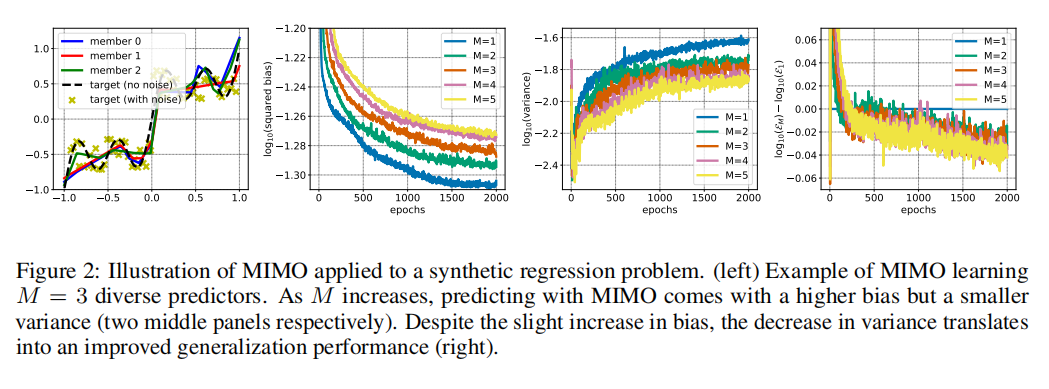 member 0
member 1
member 2
target (no noise)
target (with noise)
1.0
0.5
0.0
−0.5
−1.0
−1.0
−0.5
0.0
0.5
1.0
log10(squared bias)
−1.20
−1.22
−1.24
−1.26
−1.28
−1.30
M=1
M=2
M=3
M=4
M=5
0
500
1000
1500
2000
epochs
log10(variance)
−1.6
−1.8
−2.0
−2.2
−2.4
M=1
M=2
M=3
M=4
M=5
0
500
1000
1500
2000
epochs
log10(ℰM) − log10(ℰ1)
0.06
0.04
0.02
0.00
−0.02
−0.04
−0.06
M=1
M=2
M=3
M=4
M=5
0
500
1000
1500
2000
epochs
Figure 2: Illustration of MIMO applied to a synthetic regression problem. (left) Example of MIMO learning
M = 3 diverse predictors. As M increases, predicting with MIMO comes with a higher bias but a smaller
variance (two middle panels respectively). Despite the slight increase in bias, the decrease in variance translates
into an improved generalization performance (right).